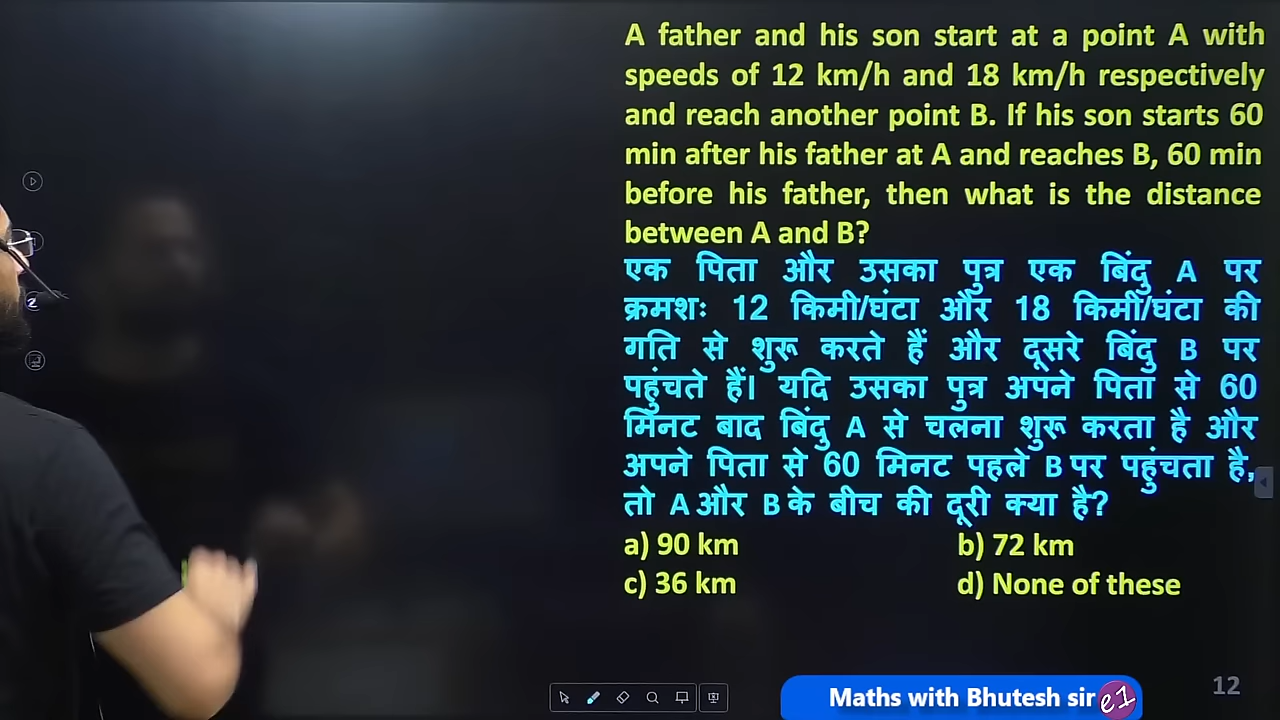 A father and his son start at a point A with
speeds of 12 km/h and 18 km/h respectively
and reach another point B. If his son starts 60
min after his father at A and reaches B, 60 min
before his father, then what is the distance
between A and B?
एक पिता और उसका पुत्र एक बिंदु A पर
क्रमशः 12 किमी/घंटा और 18 किमी/घंटा की
गति से शुरू करते हैं और दूसरे बिंदु B पर
पहुंचते हैं। यदि उसका पुत्र अपने पिता से 60
मिनट बाद बिंदु A से चलना शुरू करता है और
अपने पिता से 60 मिनट पहले B पर पहुंचता है,
तो A और B के बीच की दूरी क्या है?
a) 90 km b) 72 km
c) 36 km d) None of these
Maths with Bhutesh sir e1
12